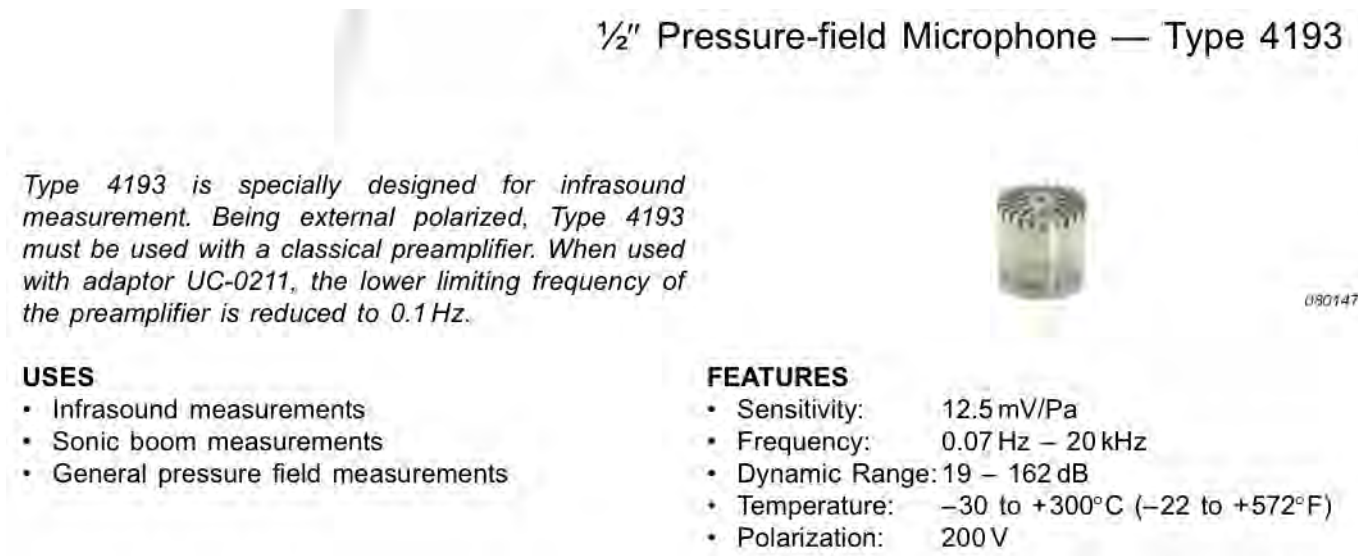 ½″ Pressure-field Microphone — Type 4193
Type 4193 is specially designed for infrasound
measurement. Being external polarized, Type 4193
must be used with a classical preamplifier. When used
with adaptor UC-0211, the lower limiting frequency of
the preamplifier is reduced to 0.1 Hz.
080147
USES
• Infrasound measurements
• Sonic boom measurements
• General pressure field measurements
FEATURES
• Sensitivity: 12.5 mV/Pa
• Frequency: 0.07 Hz – 20 kHz
• Dynamic Range: 19 – 162 dB
• Temperature: –30 to +300°C (–22 to +572°F)
• Polarization: 200 V